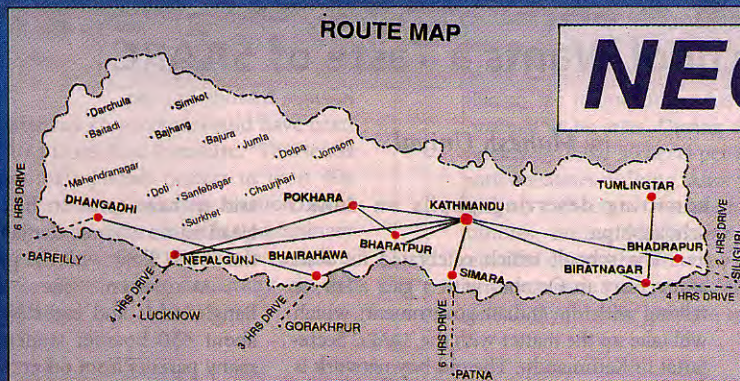 ROUTE MAP
NEC
Darchula
Simikot
Baitadi
Bajhang
Bajura
Jumla
Dolpa
Jomsom
Mahendranagar
Doti
Sanfebagar
Chaurjhari
Surkhet
DHANGADHI
POKHARA
KATHMANDU
TUMLINGTAR
NEPALGUNJ
BHAIRAHAWA
BHARATPUR
SIMARA
BIRATNAGAR
BHADRAPUR
6 HRS DRIVE
BAREILLY
4 HRS DRIVE
LUCKNOW
3 HRS DRIVE
GORAKHPUR
6 HRS DRIVE
PATNA
4 HRS DRIVE
2 HRS DRIVE
SILIGURI